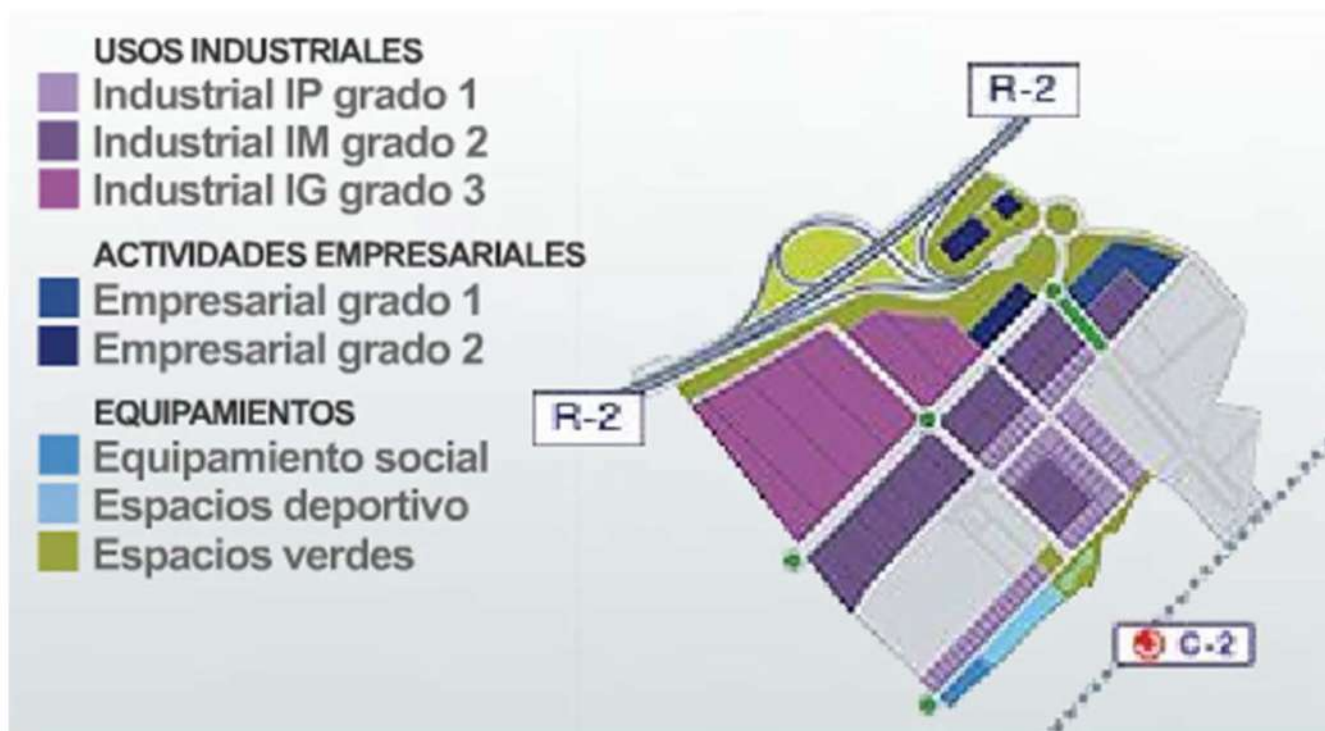 USOS INDUSTRIALES
Industrial IP grado 1
Industrial IM grado 2
Industrial IG grado 3
ACTIVIDADES EMPRESARIALES
Empresarial grado 1
Empresarial grado 2
EQUIPAMIENTOS
Equipamiento social
Espacios deportivo
Espacios verdes
R-2
R-2
C-2